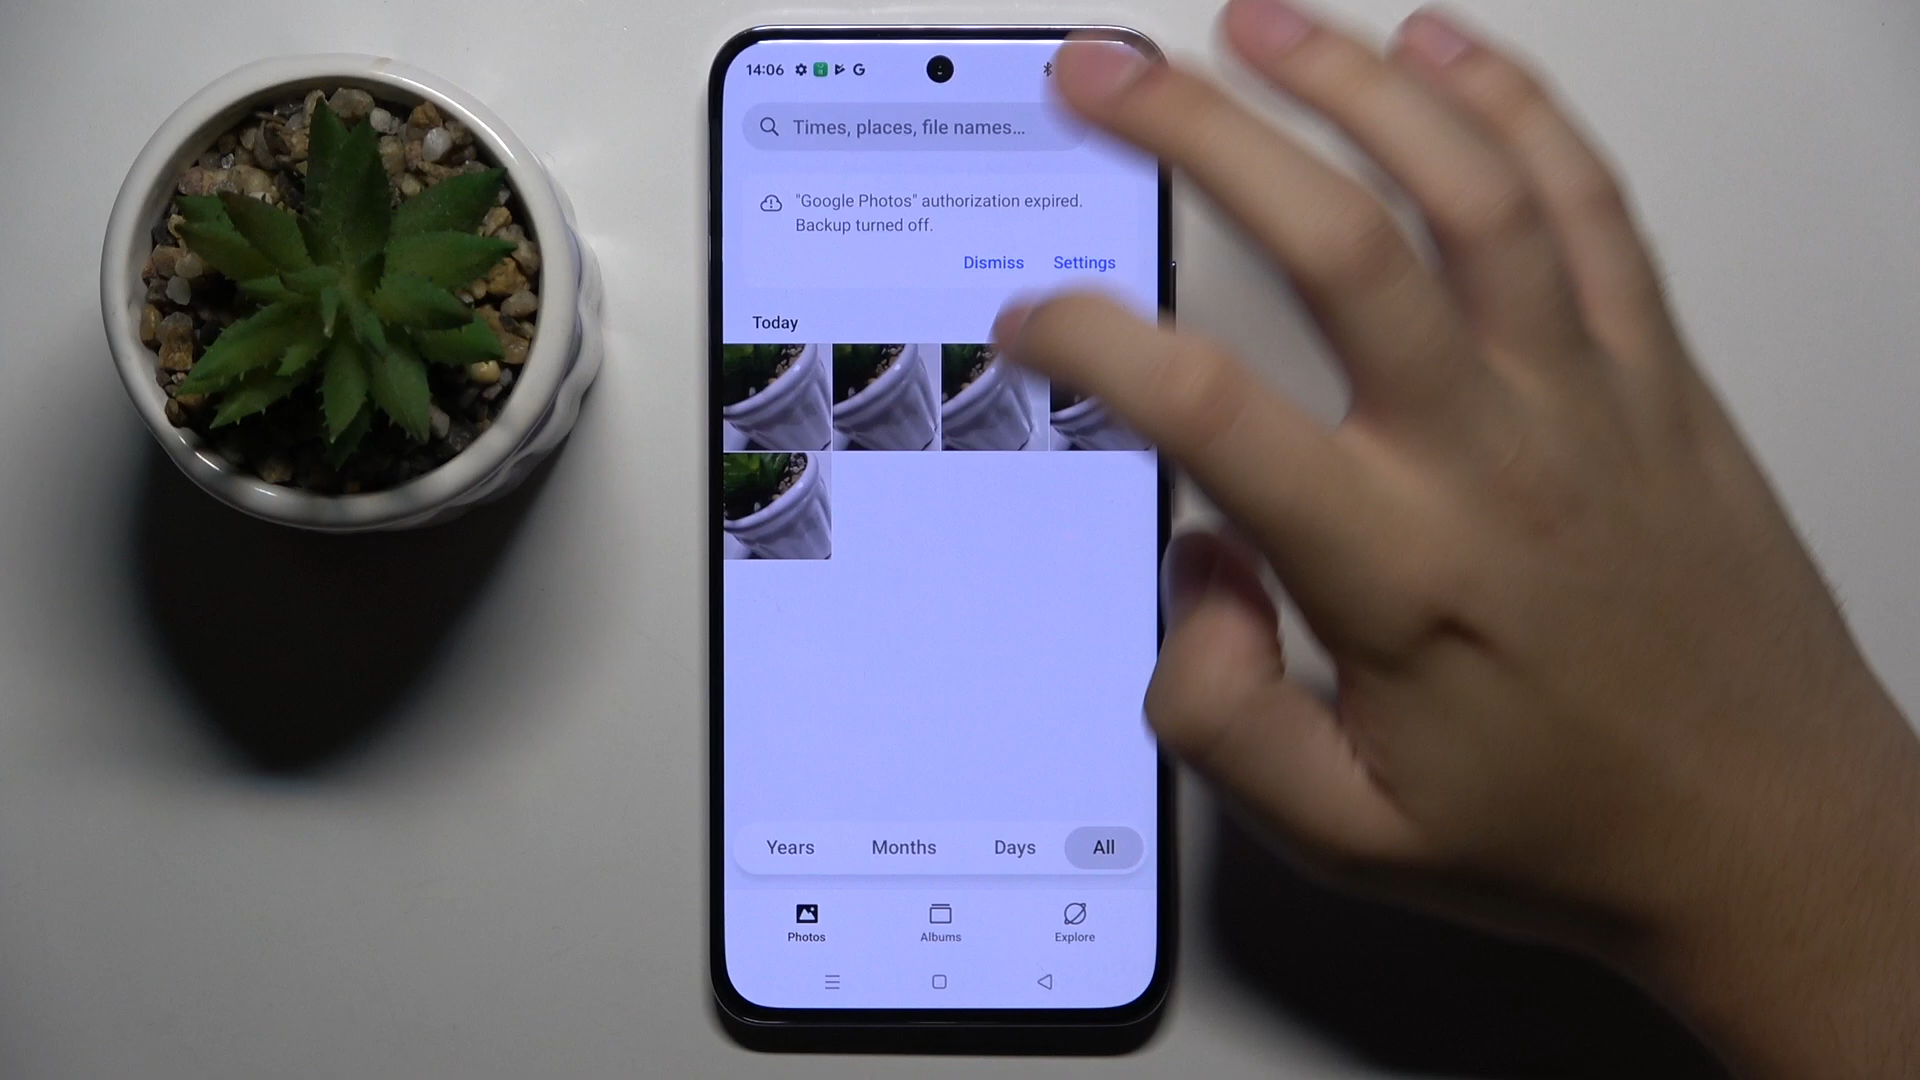 14:06
Times, places, file names...
"Google Photos" authorization expired.
Backup turned off.
Dismiss Settings
Today
Years Months Days All
Photos Albums Explore